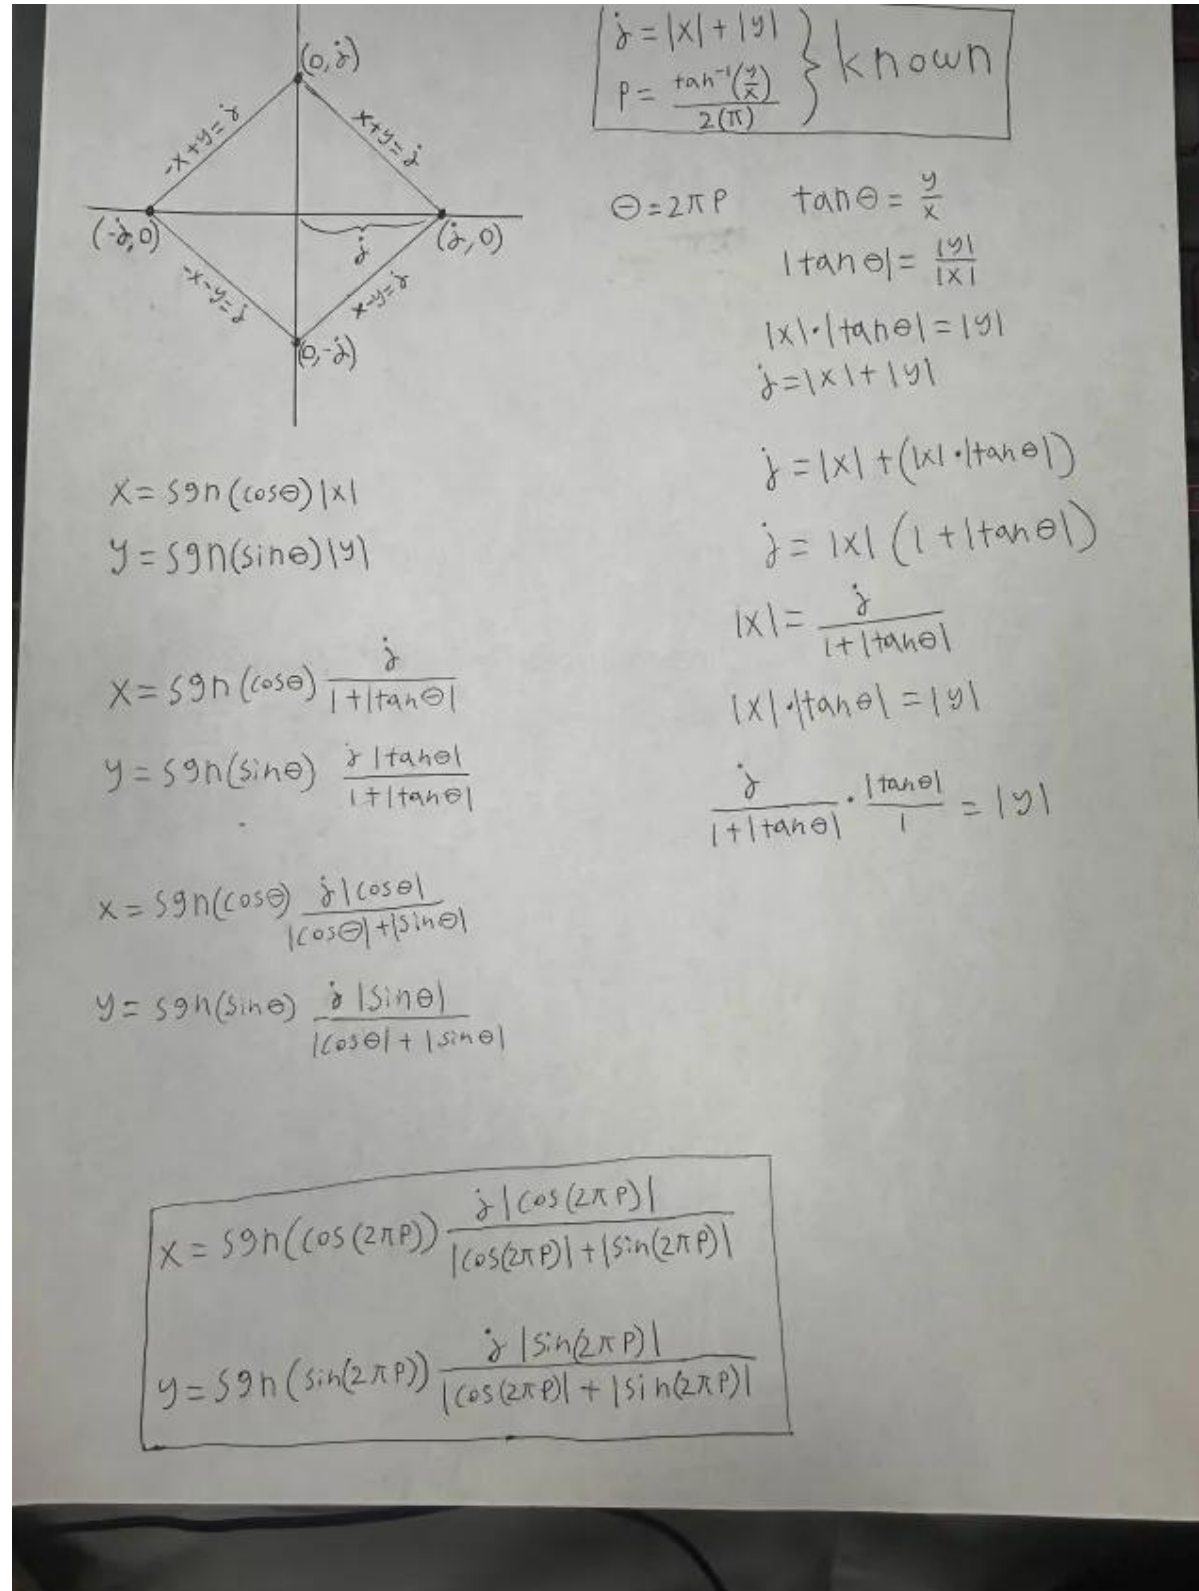 (0,j)
-x+y=j
x+y=j
(-j,0)
j
(j,0)
-x-y=j
x-y=j
(0,-j)
j=|x|+|y|
P= tan⁻¹(y/x) / 2(π)
} known
θ=2πP
tanθ= y/x
|tanθ|= |y|/|x|
|x|·|tanθ|=|y|
j=|x|+|y|
j=|x|+(|x|·|tanθ|)
j=|x|(1+|tanθ|)
|x|= j/(1+|tanθ|)
|x|·|tanθ|=|y|
j/(1+|tanθ|) · |tanθ|/1 =|y|
x=sgn(cosθ)|x|
y=sgn(sinθ)|y|
x=sgn(cosθ) j/(1+|tanθ|)
y=sgn(sinθ) j|tanθ|/(1+|tanθ|)
x=sgn(cosθ) j|cosθ|/(|cosθ|+|sinθ|)
y=sgn(sinθ) j|sinθ|/(|cosθ|+|sinθ|)
x=sgn(cos(2πP)) j|cos(2πP)|/(|cos(2πP)|+|sin(2πP)|)
y=sgn(sin(2πP)) j|sin(2πP)|/(|cos(2πP)|+|sin(2πP)|)